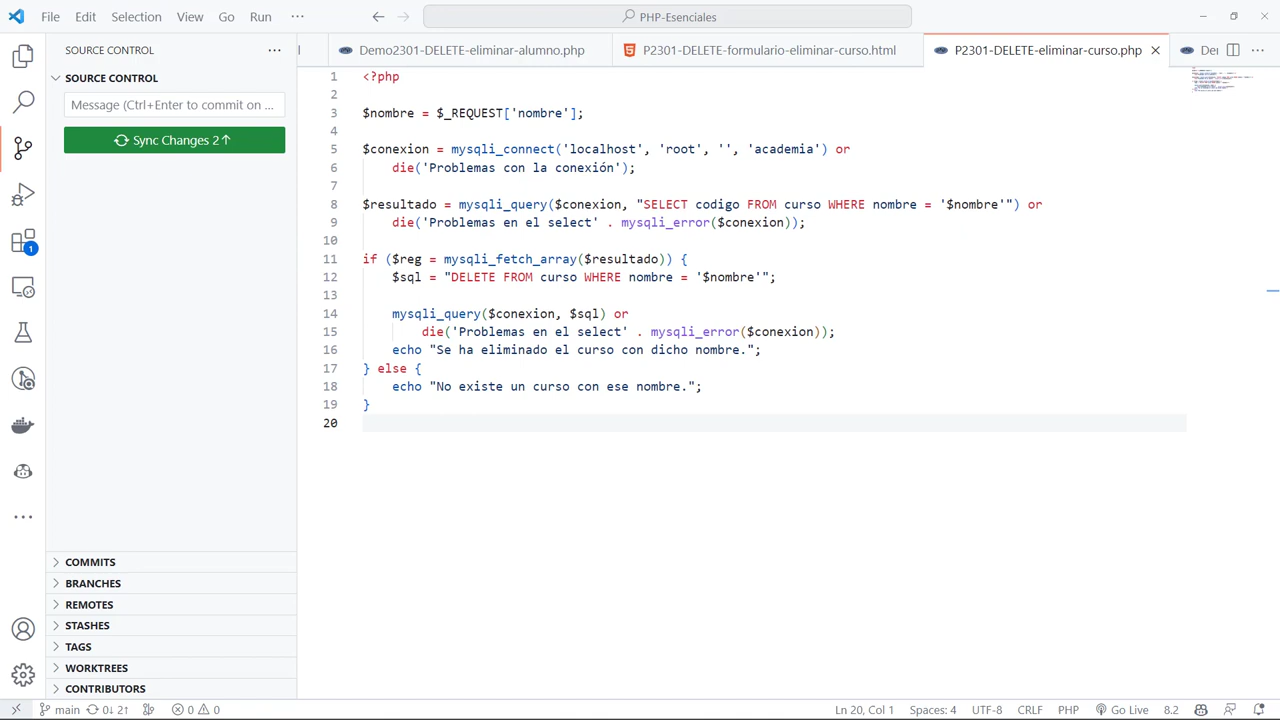 File Edit Selection View Go Run ··· PHP-Esenciales
SOURCE CONTROL ···
Demo2301-DELETE-eliminar-alumno.php P2301-DELETE-formulario-eliminar-curso.html P2301-DELETE-eliminar-curso.php De ···
SOURCE CONTROL
Message (Ctrl+Enter to commit on ...
Sync Changes 2↑
1 <?php
2
3 $nombre = $_REQUEST['nombre'];
4
5 $conexion = mysqli_connect('localhost', 'root', '', 'academia') or
6 die('Problemas con la conexión');
7
8 $resultado = mysqli_query($conexion, "SELECT codigo FROM curso WHERE nombre = '$nombre'") or
9 die('Problemas en el select' . mysqli_error($conexion));
10
11 if ($reg = mysqli_fetch_array($resultado)) {
12 $sql = "DELETE FROM curso WHERE nombre = '$nombre'";
13
14 mysqli_query($conexion, $sql) or
15 die('Problemas en el select' . mysqli_error($conexion));
16 echo "Se ha eliminado el curso con dicho nombre.";
17 } else {
18 echo "No existe un curso con ese nombre.";
19 }
20
1
COMMITS
BRANCHES
REMOTES
STASHES
TAGS
WORKTREES
CONTRIBUTORS
main 0↓ 2↑ 0 0 Ln 20, Col 1 Spaces: 4 UTF-8 CRLF PHP Go Live 8.2